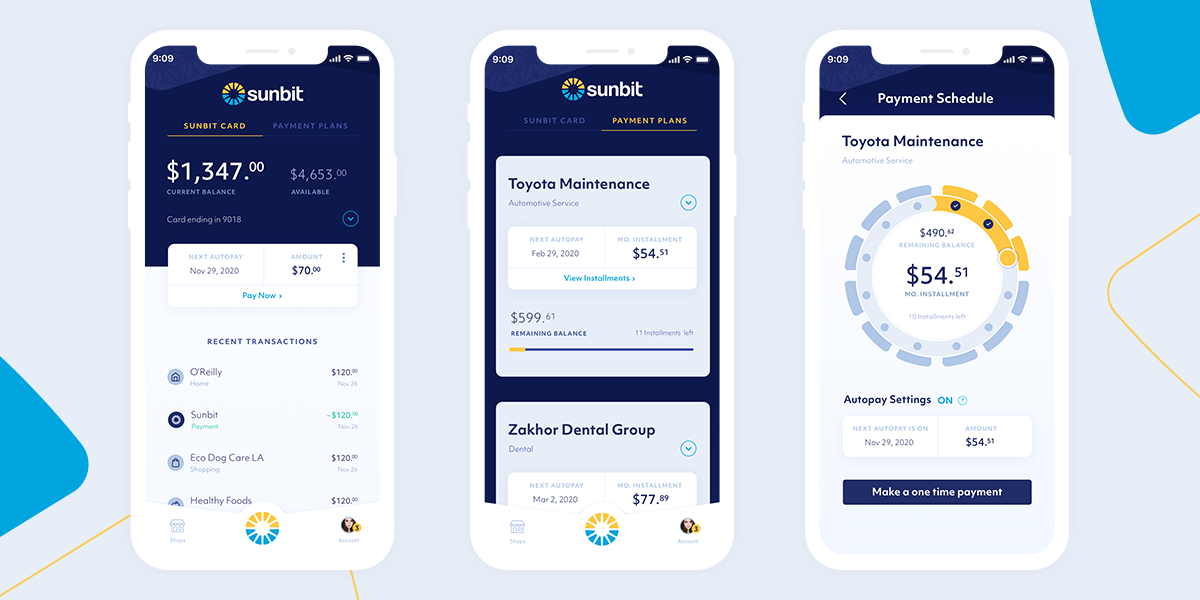 9:09
sunbit
SUNBIT CARD PAYMENT PLANS
$1,347.00 $4,653.00
CURRENT BALANCE AVAILABLE
Card ending in 9018
NEXT AUTOPAY AMOUNT
Nov 29, 2020 $70.00
Pay Now >
RECENT TRANSACTIONS
O'Reilly $120.00
Home Nov 26
Sunbit - $120.00
Payment Nov 26
Eco Dog Care LA $120.00
Shopping Nov 26
Healthy Foods $120.00
Shops Account
3
9:09
sunbit
SUNBIT CARD PAYMENT PLANS
Toyota Maintenance
Automotive Service
NEXT AUTOPAY MO. INSTALLMENT
Feb 29, 2020 $54.51
View Installments >
$599.61
REMAINING BALANCE 11 Installments left
Zakhor Dental Group
Dental
NEXT AUTOPAY MO. INSTALLMENT
Mar 2, 2020 $77.89
Shops Account
3
9:09
Payment Schedule
Toyota Maintenance
Automotive Service
$490.62
REMAINING BALANCE
$54.51
MO. INSTALLMENT
10 Installments left
Autopay Settings ON ?
NEXT AUTOPAY IS ON AMOUNT
Nov 29, 2020 $54.51
Make a one time payment